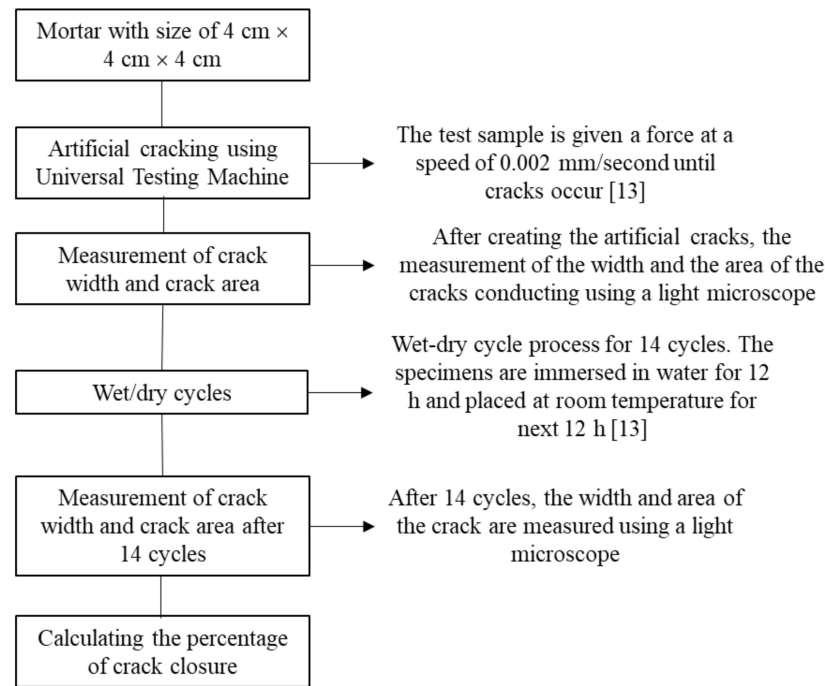 Mortar with size of 4 cm ×
4 cm × 4 cm
Artificial cracking using
Universal Testing Machine
The test sample is given a force at a
speed of 0.002 mm/second until
cracks occur [13]
Measurement of crack
width and crack area
After creating the artificial cracks, the
measurement of the width and the area of the
cracks conducting using a light microscope
Wet/dry cycles
Wet-dry cycle process for 14 cycles. The
specimens are immersed in water for 12
h and placed at room temperature for
next 12 h [13]
Measurement of crack
width and crack area after
14 cycles
After 14 cycles, the width and area of
the crack are measured using a light
microscope
Calculating the percentage
of crack closure